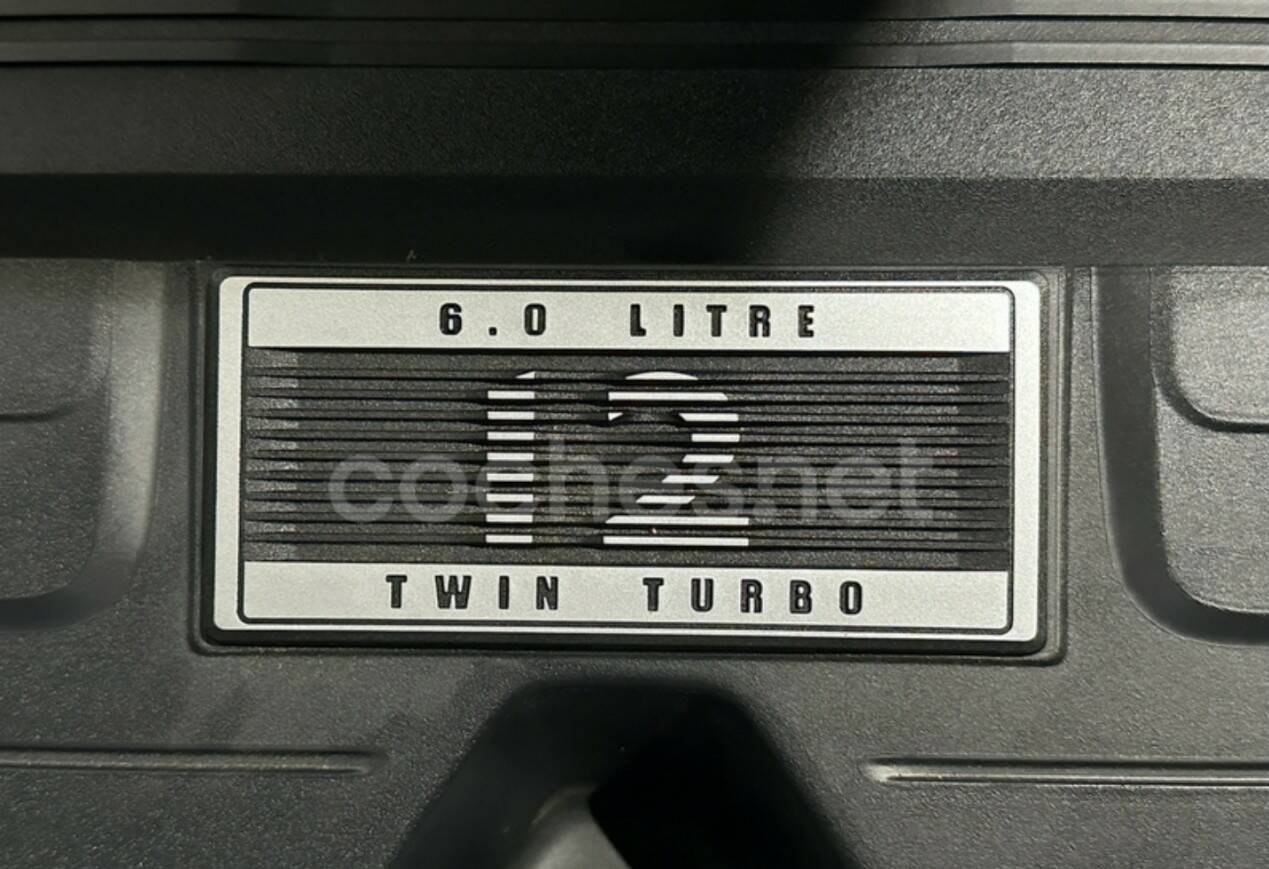 6.0 LITRE
12
coches.net
TWIN TURBO